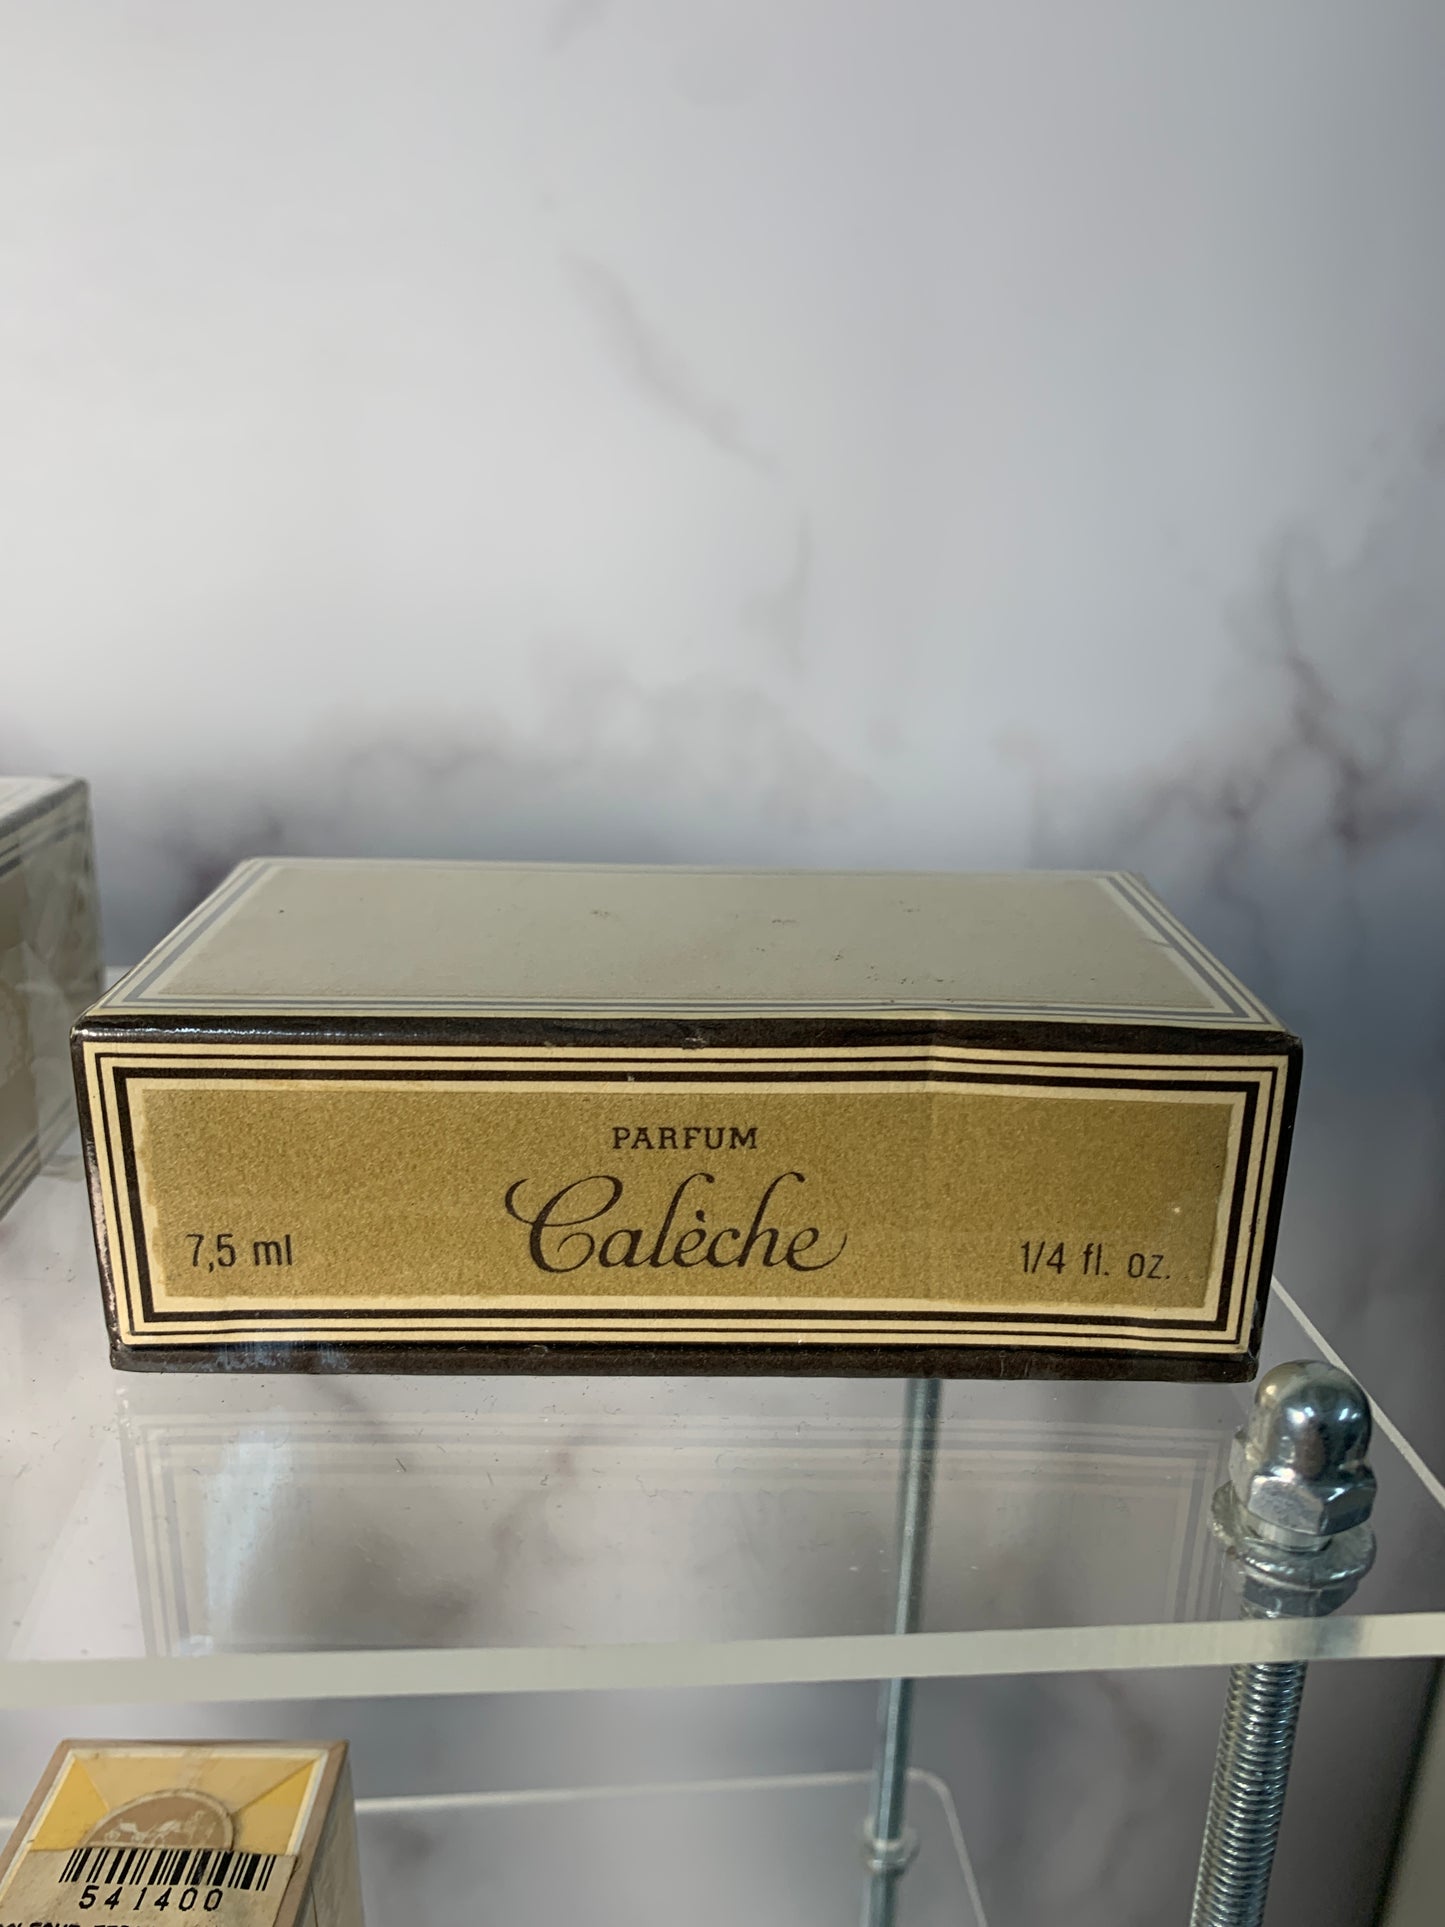 PARFUM
Calèche
7,5 ml
1/4 fl. oz.
541400